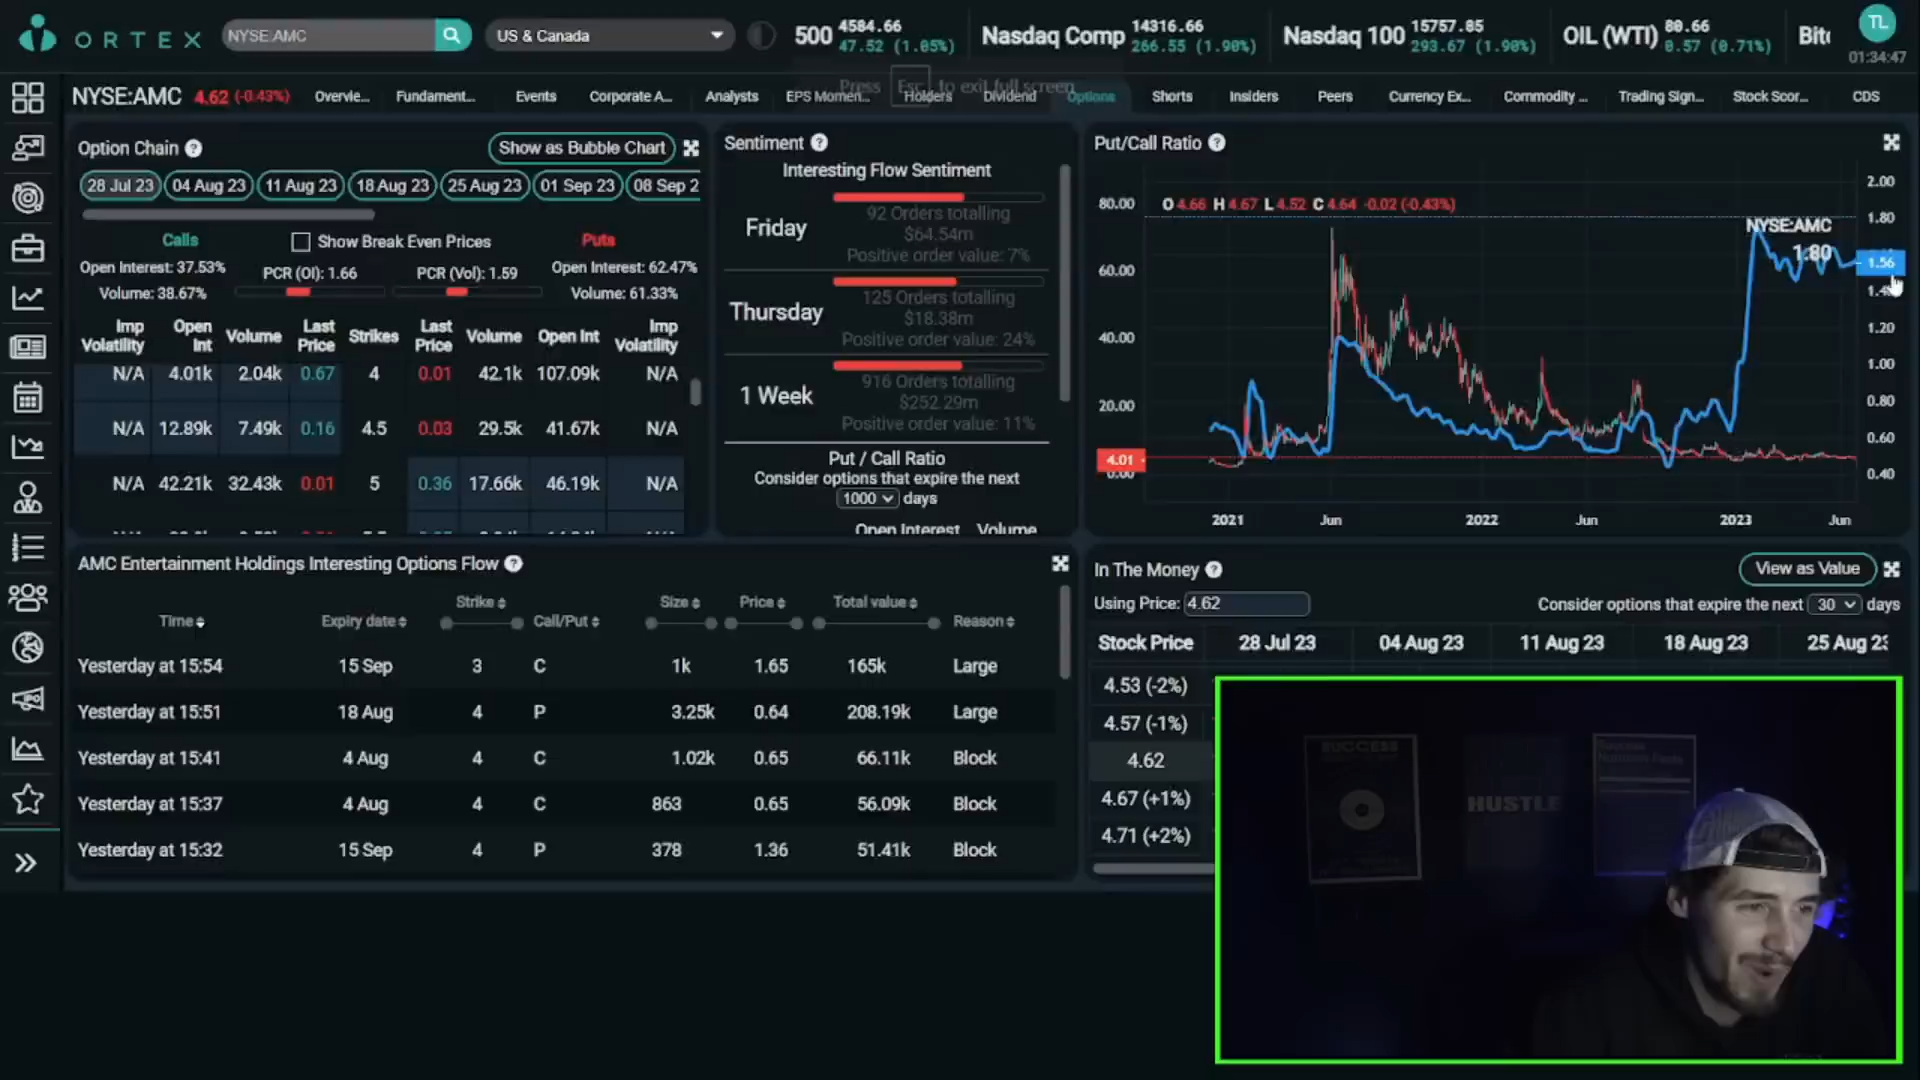 ORTEX
NYSE:AMC
US & Canada
500 4584.66 47.52 (1.05%)
Nasdaq Comp 14316.66 266.55 (1.90%)
Nasdaq 100 15757.85 293.67 (1.90%)
OIL (WTI) 80.66 0.57 (0.71%)
TL
01:34:47
Press Esc to exit full screen
NYSE:AMC 4.62 (-0.43%)
Overvie... Fundament... Events Corporate A... Analysts EPS Momen... Holders Dividend Options Shorts Insiders Peers Currency Ex... Commodity ... Trading Sign... Stock Scor... CDS
Option Chain ?
Show as Bubble Chart
28 Jul 23 04 Aug 23 11 Aug 23 18 Aug 23 25 Aug 23 01 Sep 23 08 Sep 2
Calls Show Break Even Prices Puts
Open Interest: 37.53% PCR (OI): 1.66 PCR (Vol): 1.59 Open Interest: 62.47%
Volume: 38.67% Volume: 61.33%
Imp Volatility Open Int Volume Last Price Strikes Last Price Volume Open Int Imp Volatility
N/A 4.01k 2.04k 0.67 4 0.01 42.1k 107.09k N/A
N/A 12.89k 7.49k 0.16 4.5 0.03 29.5k 41.67k N/A
N/A 42.21k 32.43k 0.01 5 0.36 17.66k 46.19k N/A
Sentiment ?
Interesting Flow Sentiment
Friday
92 Orders totalling
$64.54m
Positive order value: 7%
Thursday
125 Orders totalling
$18.38m
Positive order value: 24%
1 Week
916 Orders totalling
$252.29m
Positive order value: 11%
Put / Call Ratio
Consider options that expire the next
1000 days
Open Interest Volume
Put/Call Ratio ?
O 4.66 H 4.67 L 4.52 C 4.64 -0.02 (-0.43%)
NYSE:AMC
1.80
80.00
60.00
40.00
20.00
4.01
0.00
2.00
1.80
1.56
1.20
1.00
0.80
0.60
0.40
2021 Jun 2022 Jun 2023 Jun
AMC Entertainment Holdings Interesting Options Flow ?
Time Expiry date Strike Call/Put Size Price Total value Reason
Yesterday at 15:54 15 Sep 3 C 1k 1.65 165k Large
Yesterday at 15:51 18 Aug 4 P 3.25k 0.64 208.19k Large
Yesterday at 15:41 4 Aug 4 C 1.02k 0.65 66.11k Block
Yesterday at 15:37 4 Aug 4 C 863 0.65 56.09k Block
Yesterday at 15:32 15 Sep 4 P 378 1.36 51.41k Block
In The Money ?
View as Value
Using Price: 4.62
Consider options that expire the next 30 days
Stock Price 28 Jul 23 04 Aug 23 11 Aug 23 18 Aug 23 25 Aug 23
4.53 (-2%)
4.57 (-1%)
4.62
4.67 (+1%)
4.71 (+2%)
SUCCESS
HUSTLE